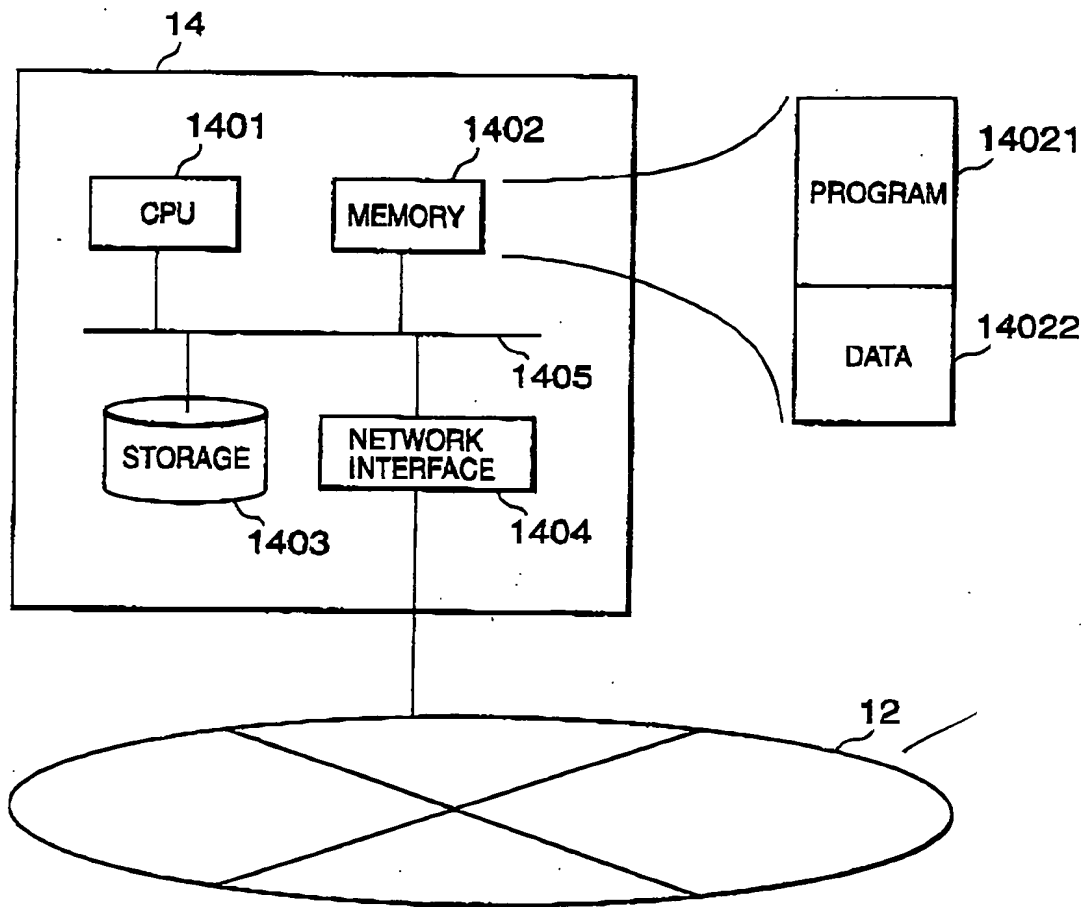 14
1401
1402
CPU
MEMORY
PROGRAM
14021
DATA
14022
1405
STORAGE
NETWORK
INTERFACE
1403
1404
12